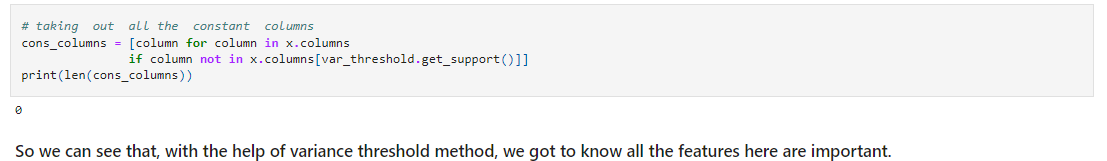 # taking out all the constant columns
cons_columns = [column for column in x.columns
if column not in x.columns[var_threshold.get_support()]]
print(len(cons_columns))
0
So we can see that, with the help of variance threshold method, we got to know all the features here are important.